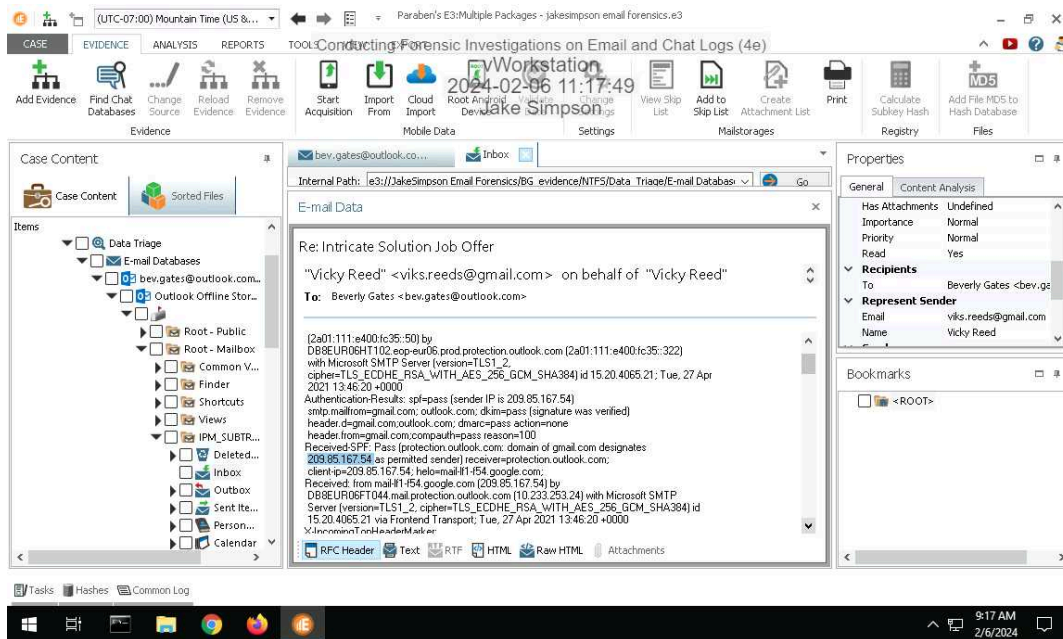 (UTC-07:00) Mountain Time (US &...
Paraben's E3:Multiple Packages - jakesimpson email forensics.e3
CASE EVIDENCE ANALYSIS REPORTS
Conducting Forensic Investigations on Email and Chat Logs (4e)
vWorkstation
2024-02-06 11:17:49
Jake Simpson
Add Evidence
Find Chat Databases
Change Source
Reload Evidence
Remove Evidence
Start Acquisition
Import From
Cloud Import
Root Android
View Skip List
Add to Skip List
Create Attachment List
Print
Calculate Subkey Hash
MD5
Add File MD5 to Hash Database
Evidence
Mobile Data
Settings
Mailstorages
Registry
Files
Case Content
Case Content
Sorted Files
Items
Data Triage
E-mail Databases
bev.gates@outlook.com...
Outlook Offline Stor...
Root - Public
Root - Mailbox
Common V...
Finder
Shortcuts
Views
IPM_SUBTR...
Deleted...
Inbox
Outbox
Sent Ite...
Person...
Calendar
bev.gates@outlook.co...
Inbox
Internal Path: e3://JakeSimpson Email Forensics/BG_evidence/NTFS/Data_Triage/E-mail Databas
Go
E-mail Data
Re: Intricate Solution Job Offer
"Vicky Reed" <viks.reeds@gmail.com> on behalf of "Vicky Reed"
To: Beverly Gates <bev.gates@outlook.com>
(2a01:111:e400:fc35::50) by
DB8EUR06HT102.eop-eur06.prod.protection.outlook.com (2a01:111:e400:fc35::322)
with Microsoft SMTP Server (version=TLS1_2,
cipher=TLS_ECDHE_RSA_WITH_AES_256_GCM_SHA384) id 15.20.4065.21; Tue, 27 Apr
2021 13:46:20 +0000
Authentication-Results: spf=pass (sender IP is 209.85.167.54)
smtp.mailfrom=gmail.com; outlook.com; dkim=pass (signature was verified)
header.d=gmail.com;outlook.com; dmarc=pass action=none
header.from=gmail.com;compauth=pass reason=100
Received-SPF: Pass (protection.outlook.com: domain of gmail.com designates
209.85.167.54 as permitted sender) receiver=protection.outlook.com;
client-ip=209.85.167.54; helo=mail-lf1-f54.google.com;
Received: from mail-lf1-f54.google.com (209.85.167.54) by
DB8EUR06FT044.mail.protection.outlook.com (10.233.253.24) with Microsoft SMTP
Server (version=TLS1_2, cipher=TLS_ECDHE_RSA_WITH_AES_256_GCM_SHA384) id
15.20.4065.21 via Frontend Transport; Tue, 27 Apr 2021 13:46:20 +0000
X-IncomingTopHeaderMarker:
RFC Header Text RTF HTML Raw HTML Attachments
Properties
General Content Analysis
Has Attachments Undefined
Importance Normal
Priority Normal
Read Yes
Recipients
To Beverly Gates <bev.ga
Represent Sender
Email viks.reeds@gmail.com
Name Vicky Reed
Bookmarks
<ROOT>
Tasks Hashes Common Log
9:17 AM
2/6/2024